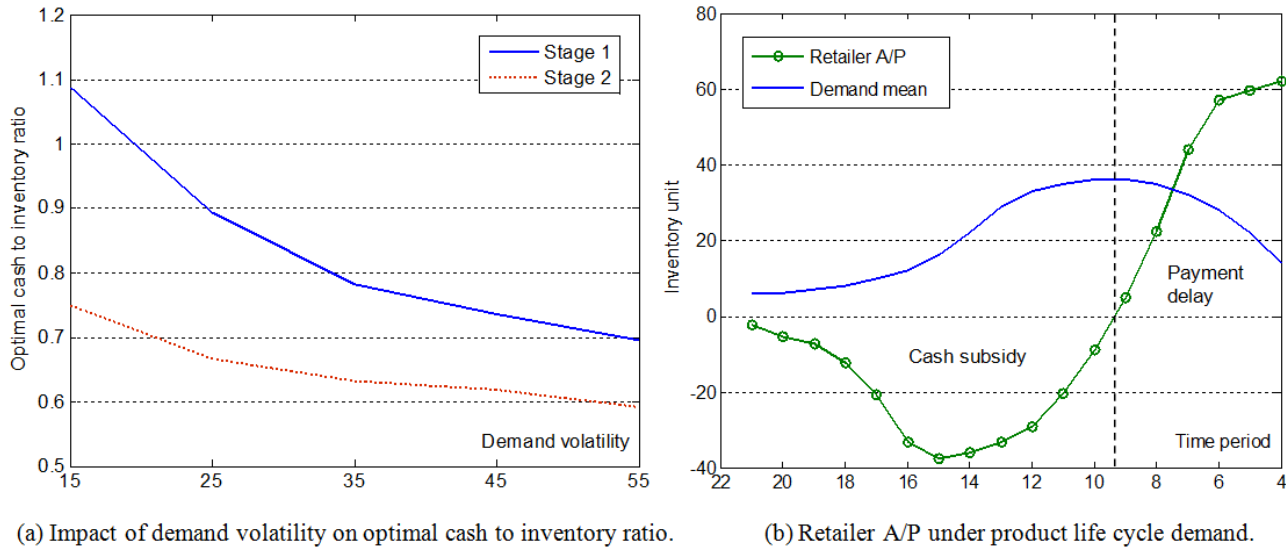 1.2
1.1
1
0.9
0.8
0.7
0.6
0.5
Optimal cash to inventory ratio
Stage 1
Stage 2
Demand volatility
15 25 35 45 55
(a) Impact of demand volatility on optimal cash to inventory ratio.
80
60
40
20
0
-20
-40
Inventory unit
Retailer A/P
Demand mean
Payment
delay
Cash subsidy
Time period
22 20 18 16 14 12 10 8 6 4
(b) Retailer A/P under product life cycle demand.